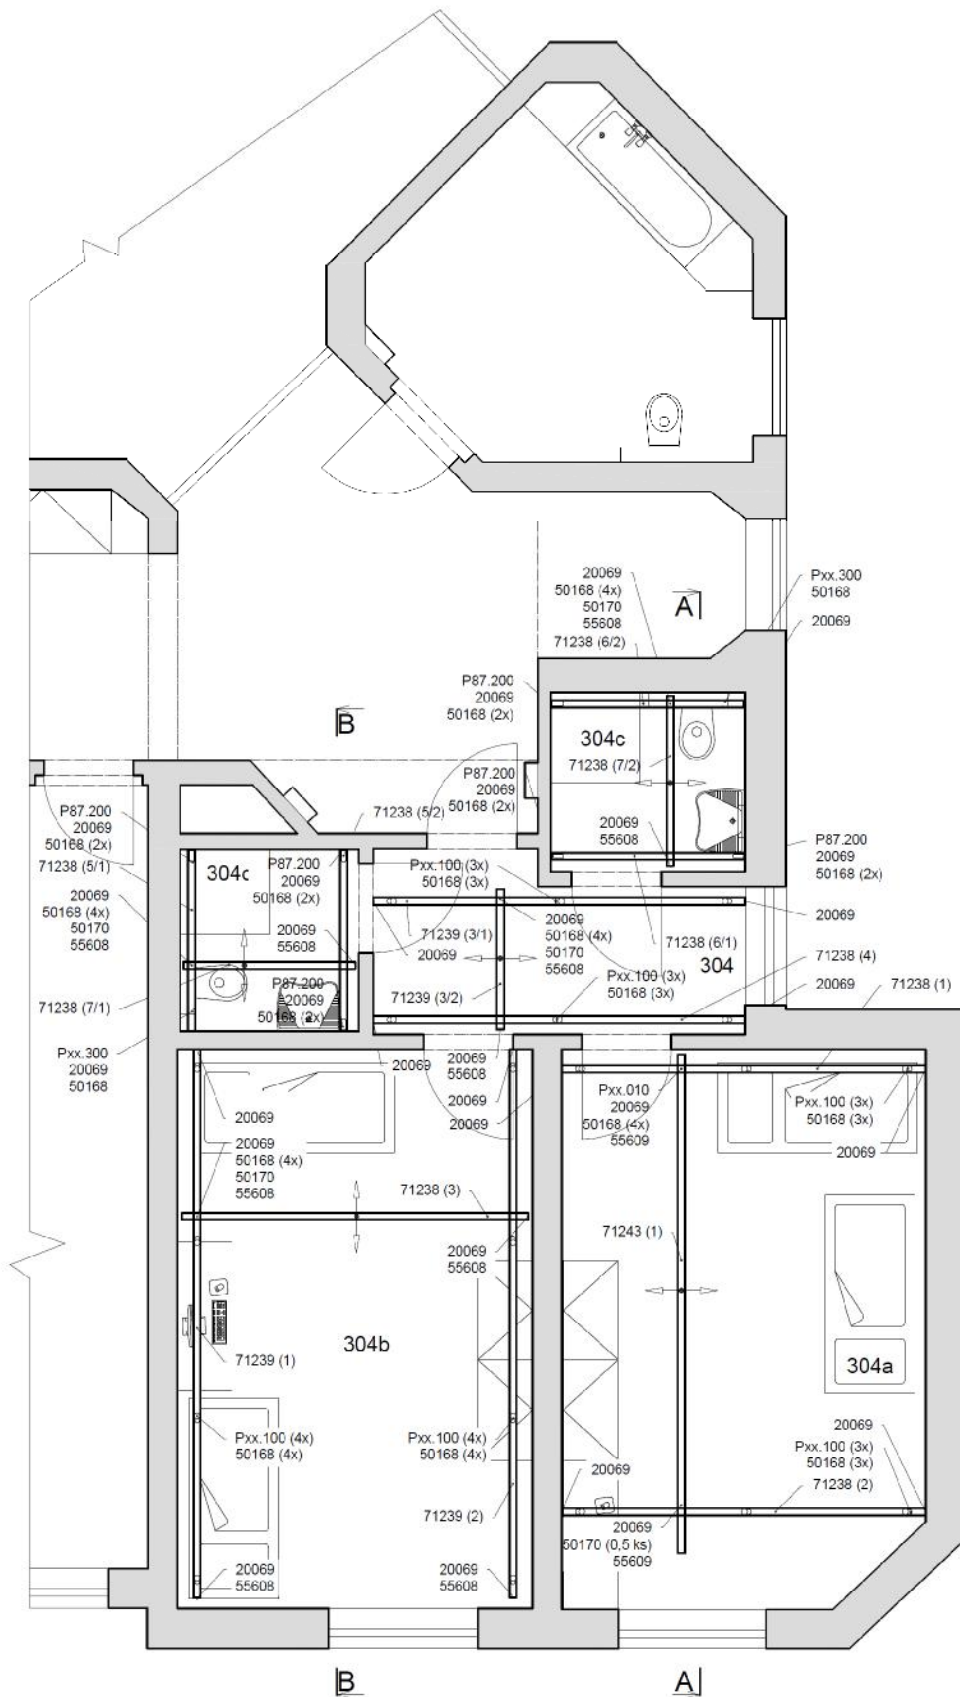 20069
50168 (4x)
50170
55608
71238 (6/2)
A
Pxx.300
50168
20069
P87.200
20069
50168 (2x)
B
304c
71238 (7/2)
P87.200
20069
50168 (2x)
71238 (5/2)
20069
55608
P87.200
20069
50168 (2x)
71238 (5/1)
20069
50168 (4x)
50170
55608
71238 (7/1)
Pxx.300
20069
50168
304c
P87.200
20069
50168 (2x)
20069
55608
P87.200
20069
50168 (2x)
Pxx.100 (3x)
50168 (3x)
71239 (3/1)
20069
20069
50168 (4x)
50170
55608
71238 (6/1)
304
Pxx.100 (3x)
50168 (3x)
71239 (3/2)
P87.200
20069
50168 (2x)
20069
71238 (4)
20069
71238 (1)
20069
20069
55608
20069
20069
20069
20069
50168 (4x)
50170
55608
71238 (3)
20069
55608
304b
71239 (1)
Pxx.100 (4x)
50168 (4x)
Pxx.100 (4x)
50168 (4x)
71239 (2)
20069
55608
20069
55608
Pxx.010
20069
50168 (4x)
55609
Pxx.100 (3x)
50168 (3x)
20069
71243 (1)
304a
20069
Pxx.100 (3x)
50168 (3x)
71238 (2)
20069
20069
50170 (0,5 ks)
55609
B
A